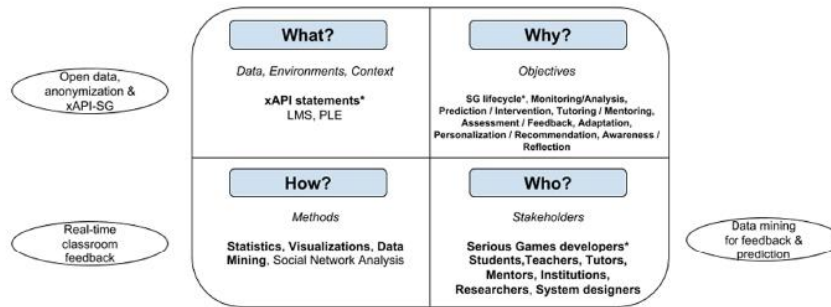 What?
Data, Environments, Context
xAPI statements*
LMS, PLE
Why?
Objectives
SG lifecycle*, Monitoring/Analysis,
Prediction / Intervention, Tutoring / Mentoring,
Assessment / Feedback, Adaptation,
Personalization / Recommendation, Awareness /
Reflection
Open data,
anonymization &
xAPI-SG
How?
Methods
Statistics, Visualizations, Data
Mining, Social Network Analysis
Who?
Stakeholders
Serious Games developers*
Students,Teachers, Tutors,
Mentors, Institutions,
Researchers, System designers
Real-time
classroom
feedback
Data mining
for feedback &
prediction